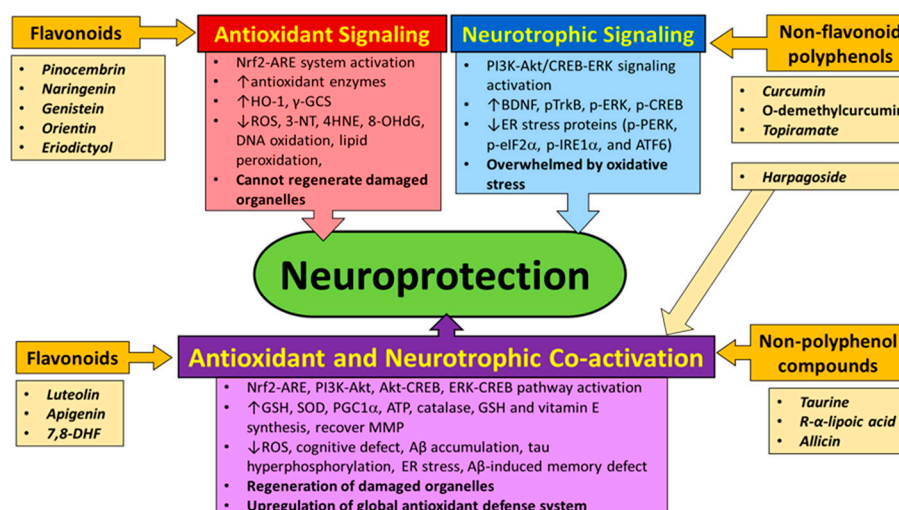 Flavonoids
• Pinocembrin
• Naringenin
• Genistein
• Orientin
• Eriodictyol
Antioxidant Signaling
• Nrf2-ARE system activation
• ↑antioxidant enzymes
• ↑HO-1, γ-GCS
• ↓ROS, 3-NT, 4HNE, 8-OHdG,
DNA oxidation, lipid
peroxidation,
• Cannot regenerate damaged
organelles
Neurotrophic Signaling
• PI3K-Akt/CREB-ERK signaling
activation
• ↑BDNF, pTrkB, p-ERK, p-CREB
• ↓ER stress proteins (p-PERK,
p-eIF2α, p-IRE1α, and ATF6)
• Overwhelmed by oxidative
stress
Non-flavonoid
polyphenols
• Curcumin
• O-demethylcurcumin
• Topiramate
• Harpagoside
Neuroprotection
Flavonoids
• Luteolin
• Apigenin
• 7,8-DHF
Antioxidant and Neurotrophic Co-activation
• Nrf2-ARE, PI3K-Akt, Akt-CREB, ERK-CREB pathway activation
• ↑GSH, SOD, PGC1α, ATP, catalase, GSH and vitamin E
synthesis, recover MMP
• ↓ROS, cognitive defect, Aβ accumulation, tau
hyperphosphorylation, ER stress, Aβ-induced memory defect
• Regeneration of damaged organelles
• Upregulation of global antioxidant defense system
Non-polyphenol
compounds
• Taurine
• R-α-lipoic acid
• Allicin